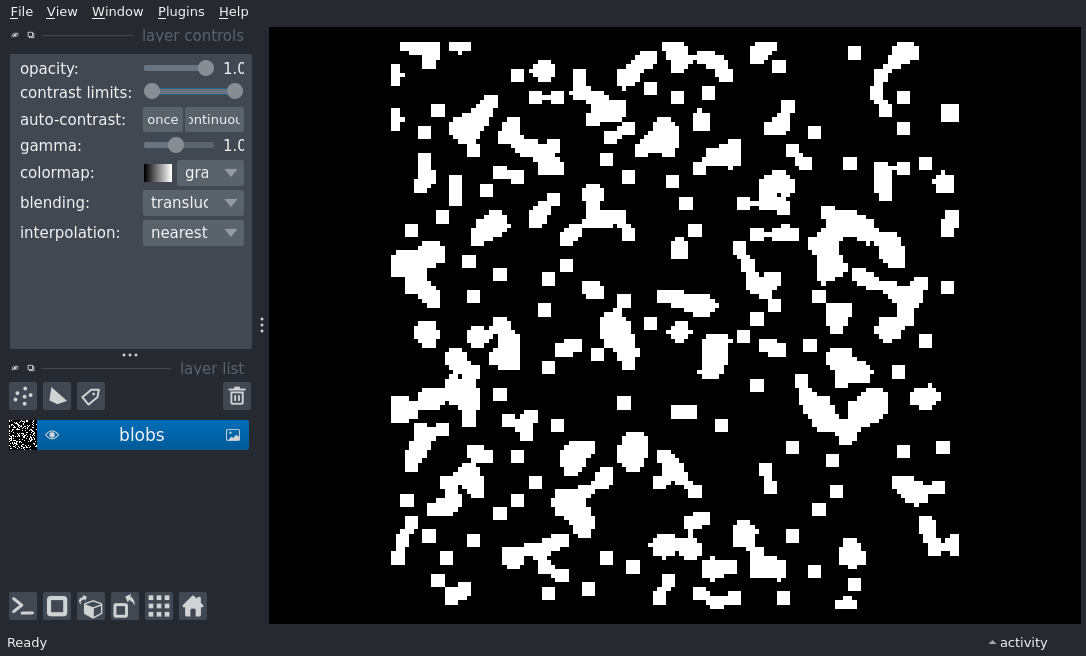 File View Window Plugins Help
layer controls
opacity: 1.0
contrast limits:
auto-contrast: once ontinuou
gamma: 1.0
colormap: gra
blending: transluc
interpolation: nearest
layer list
blobs
Ready
activity